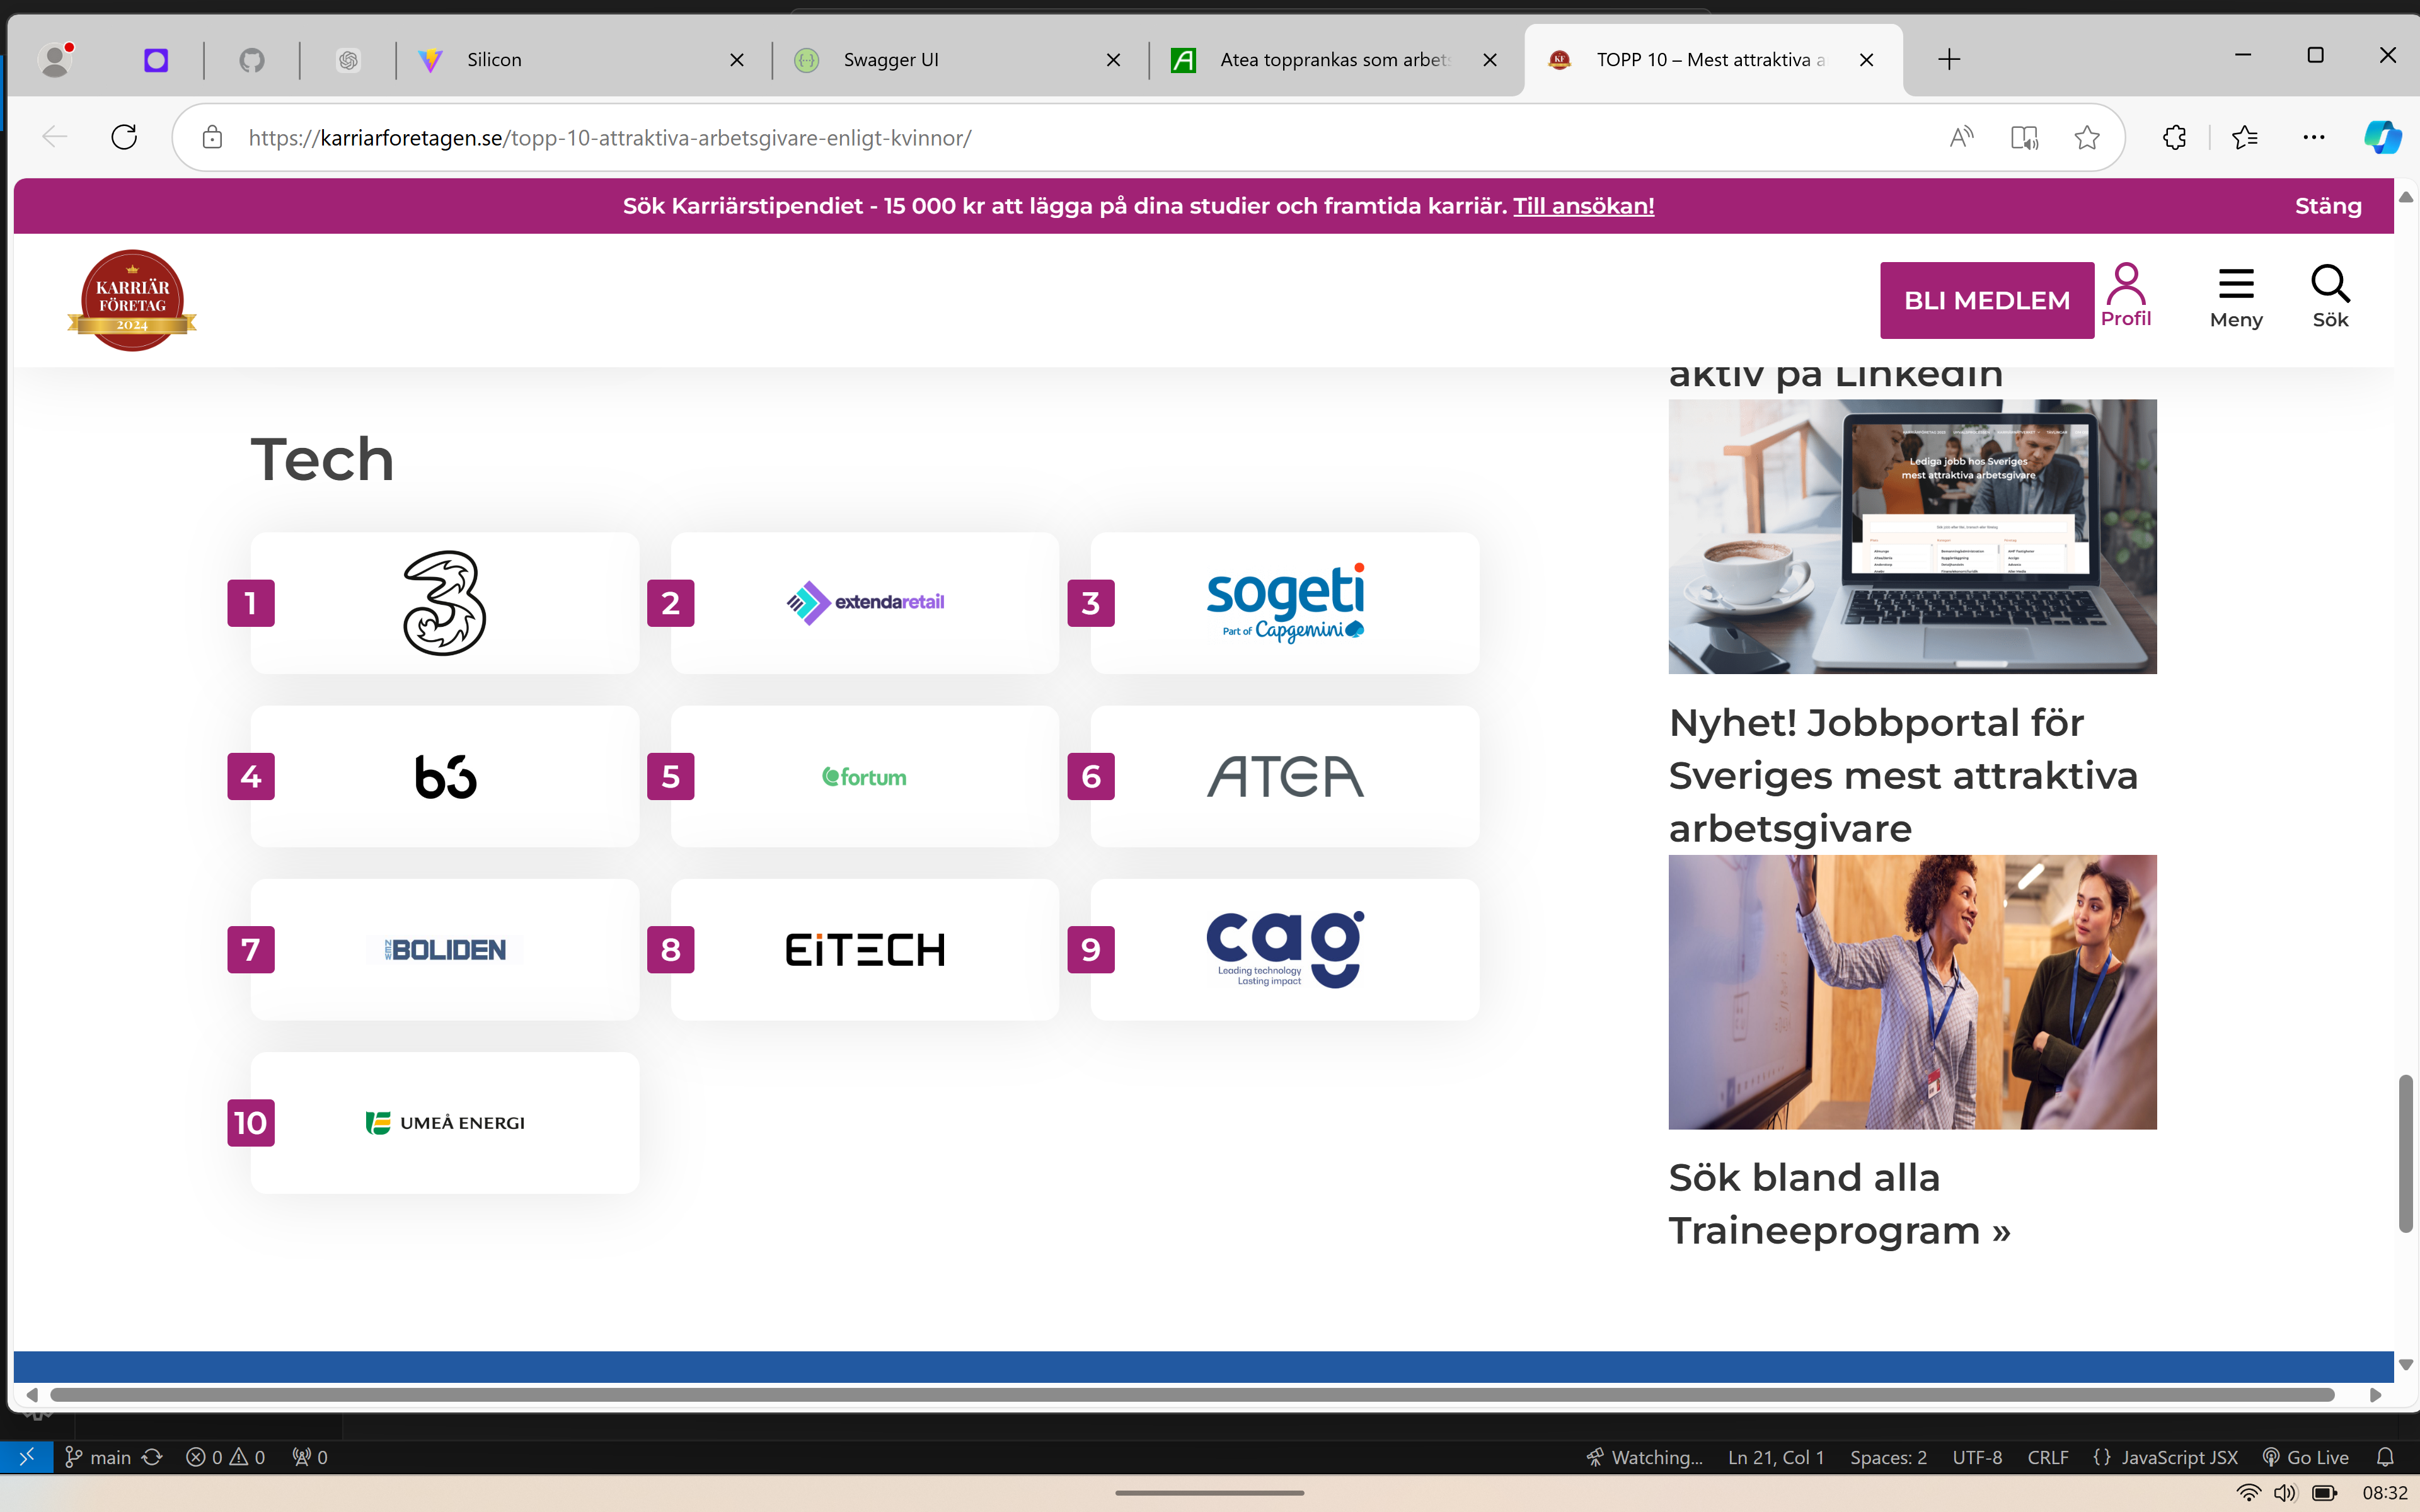 Silicon
Swagger UI
Atea topprankas som arbets
TOPP 10 – Mest attraktiva a
https://karriarforetagen.se/topp-10-attraktiva-arbetsgivare-enligt-kvinnor/
Sök Karriärstipendiet - 15 000 kr att lägga på dina studier och framtida karriär. Till ansökan!
Stäng
KARRIÄR
FÖRETAG
2024
BLI MEDLEM
Profil
Meny
Sök
aktiv på LinkedIn
Tech
Lediga jobb hos Sveriges
mest attraktiva arbetsgivare
1
3
2
extendaretail
3
sogeti
Part of Capgemini
4
b3
5
fortum
6
ATEA
Nyhet! Jobbportal för
Sveriges mest attraktiva
arbetsgivare
7
NEW BOLIDEN
8
EiTECH
9
cag
Leading technology
Lasting impact
10
UMEÅ ENERGI
Sök bland alla
Traineeprogram »
main
0
0
0
Watching...
Ln 21, Col 1
Spaces: 2
UTF-8
CRLF
{ } JavaScript JSX
Go Live
08:32